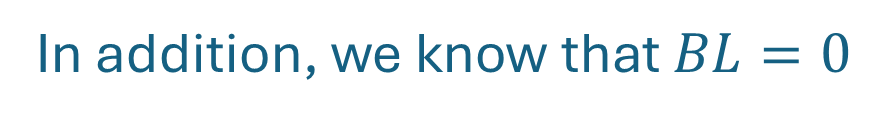 In addition, we know that 𝐵𝐿 = 0